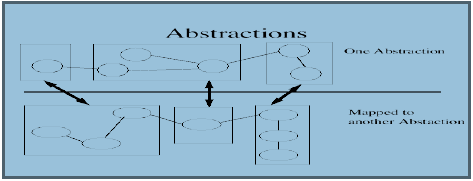 Abstractions
One Abstraction
Mapped to
another Abstaction